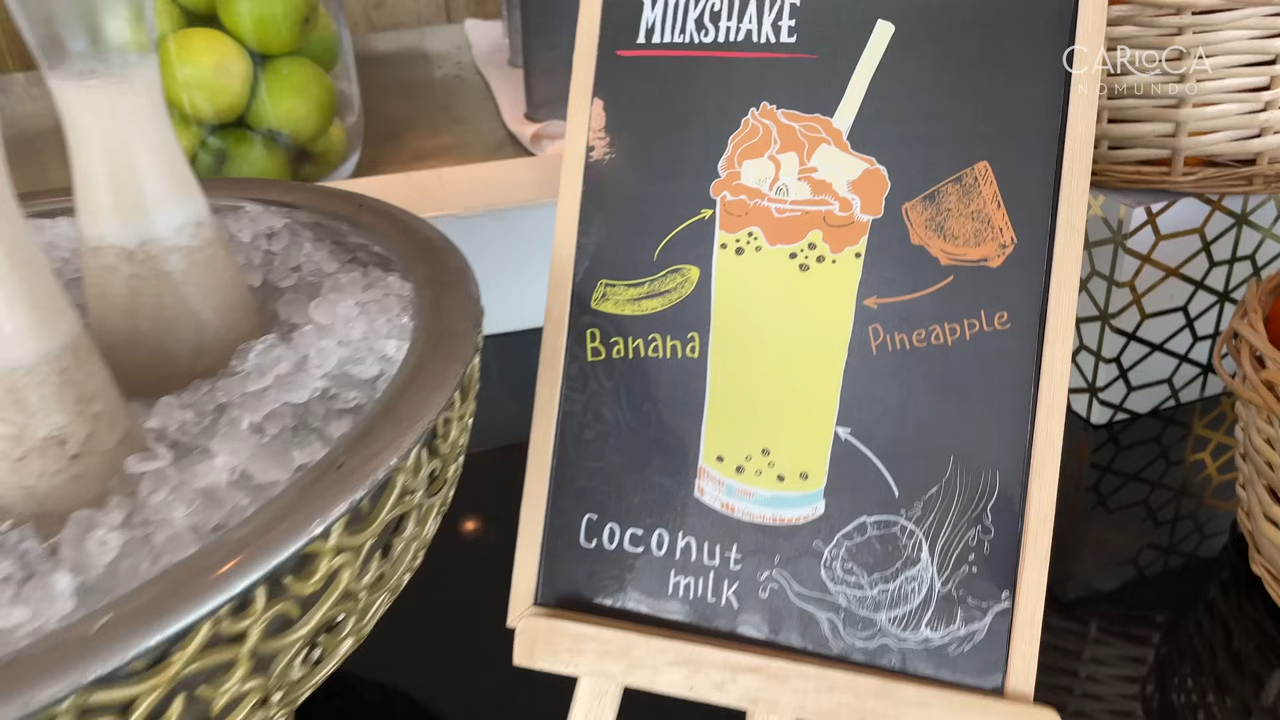 MILKSHAKE
CARIOCA
NOMUNDO
Banana
Pineapple
Coconut
milk